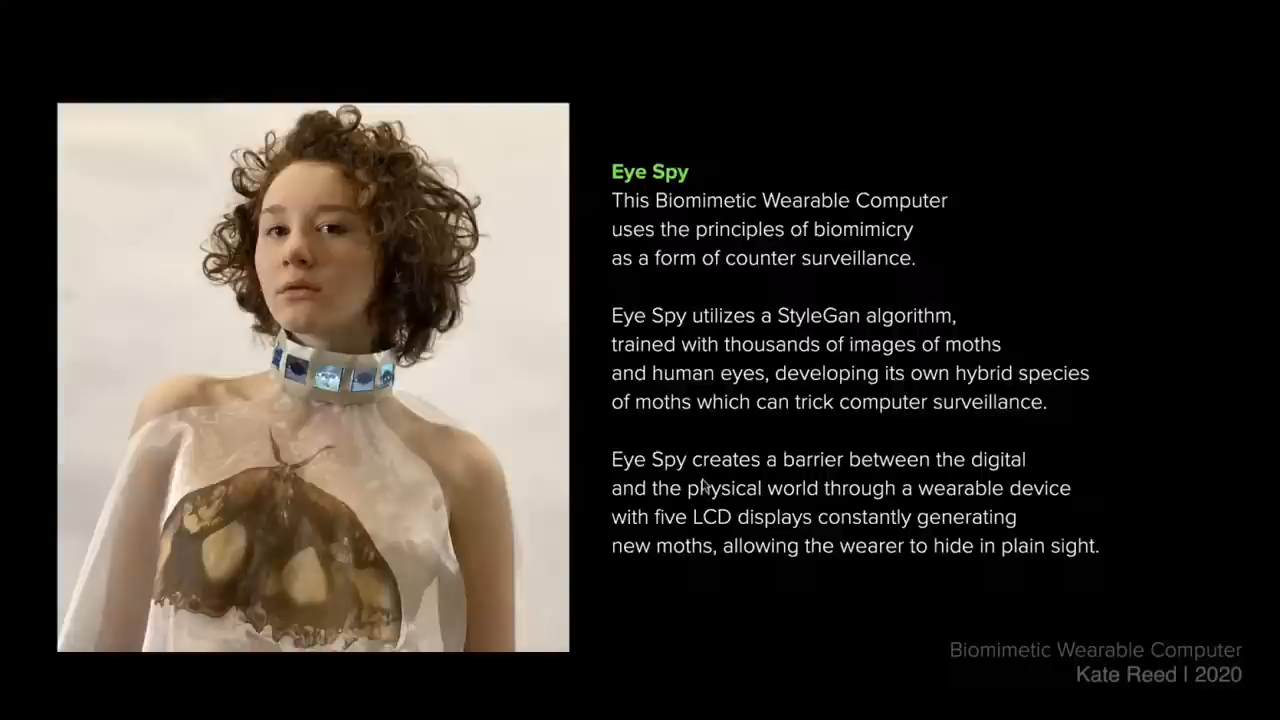 Eye Spy
This Biomimetic Wearable Computer
uses the principles of biomimicry
as a form of counter surveillance.
Eye Spy utilizes a StyleGan algorithm,
trained with thousands of images of moths
and human eyes, developing its own hybrid species
of moths which can trick computer surveillance.
Eye Spy creates a barrier between the digital
and the physical world through a wearable device
with five LCD displays constantly generating
new moths, allowing the wearer to hide in plain sight.
Biomimetic Wearable Computer
Kate Reed | 2020